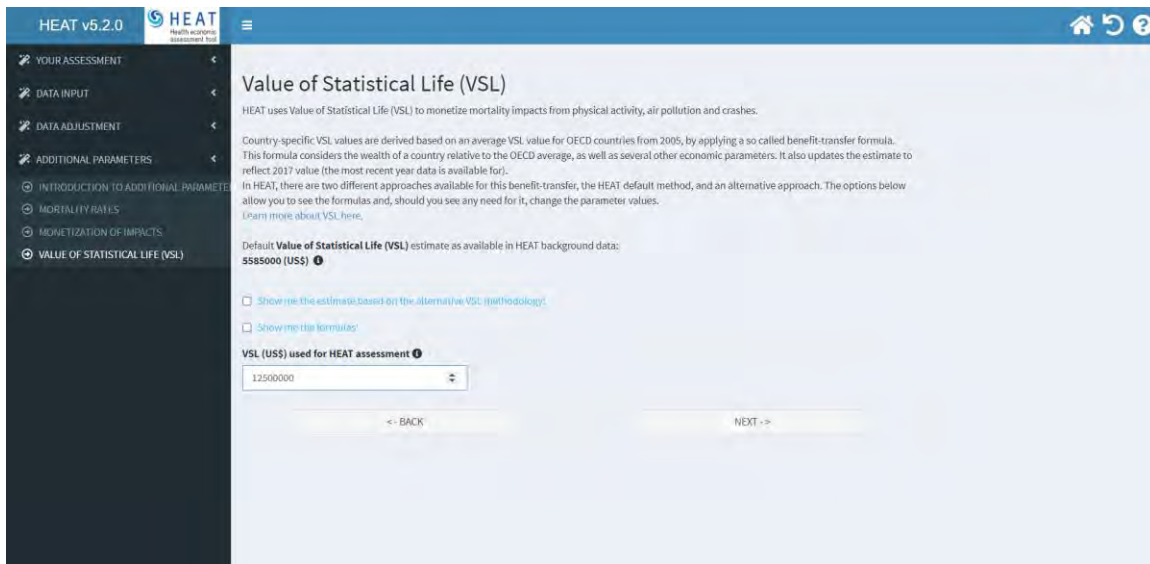 HEAT v5.2.0
HEAT
Health economic
assessment tool
YOUR ASSESSMENT
DATA INPUT
DATA ADJUSTMENT
ADDITIONAL PARAMETERS
INTRODUCTION TO ADDITIONAL PARAMETE
MORTALITY RATES
MONETIZATION OF IMPACTS
VALUE OF STATISTICAL LIFE (VSL)
Value of Statistical Life (VSL)
HEAT uses Value of Statistical Life (VSL) to monetize mortality impacts from physical activity, air pollution and crashes.
Country-specific VSL values are derived based on an average VSL value for OECD countries from 2005, by applying a so called benefit-transfer formula.
This formula considers the wealth of a country relative to the OECD average, as well as several other economic parameters. It also updates the estimate to
reflect 2017 value (the most recent year data is available for).
In HEAT, there are two different approaches available for this benefit-transfer, the HEAT default method, and an alternative approach. The options below
allow you to see the formulas and, should you see any need for it, change the parameter values.
Learn more about VSL here.
Default Value of Statistical Life (VSL) estimate as available in HEAT background data:
5585000 (US$)
Show me the estimate based on the alternative VSL methodology!
Show me the formulas!
VSL (US$) used for HEAT assessment
12500000
<- BACK
NEXT ->